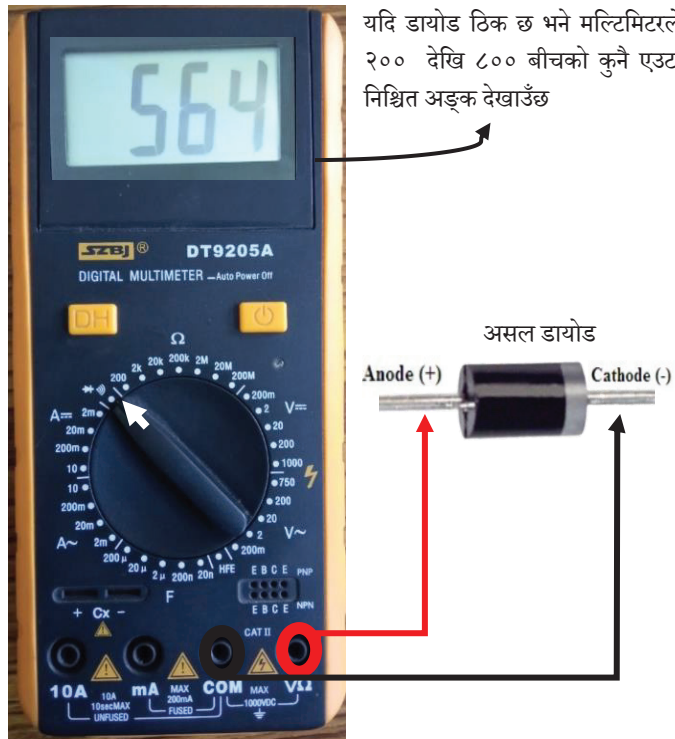 यदि डायोड ठिक छ भने मल्टिमिटरले
२०० देखि ८०० बीचको कुनै एउट
निश्चित अङ्क देखाउँछ
564
SZBJ ®
DT9205A
DIGITAL MULTIMETER – Auto Power Off
DH
Ω
2k 20k 200k 2M 20M 200M
200
2m
20m
200m
10
10
200m
20m
2m
200µ
20µ
2µ
200n
20n
HFE
200m
2
20
200
1000
750
200
20
2
200m
A⎓
A~
V⎓
V~
F
असल डायोड
Anode (+)
Cathode (-)
E B C E PNP
E B C E NPN
+ Cx -
CAT II
10A
10A
10secMAX
UNFUSED
mA
MAX
200mA
FUSED
COM
MAX
1000VDC
VΩ